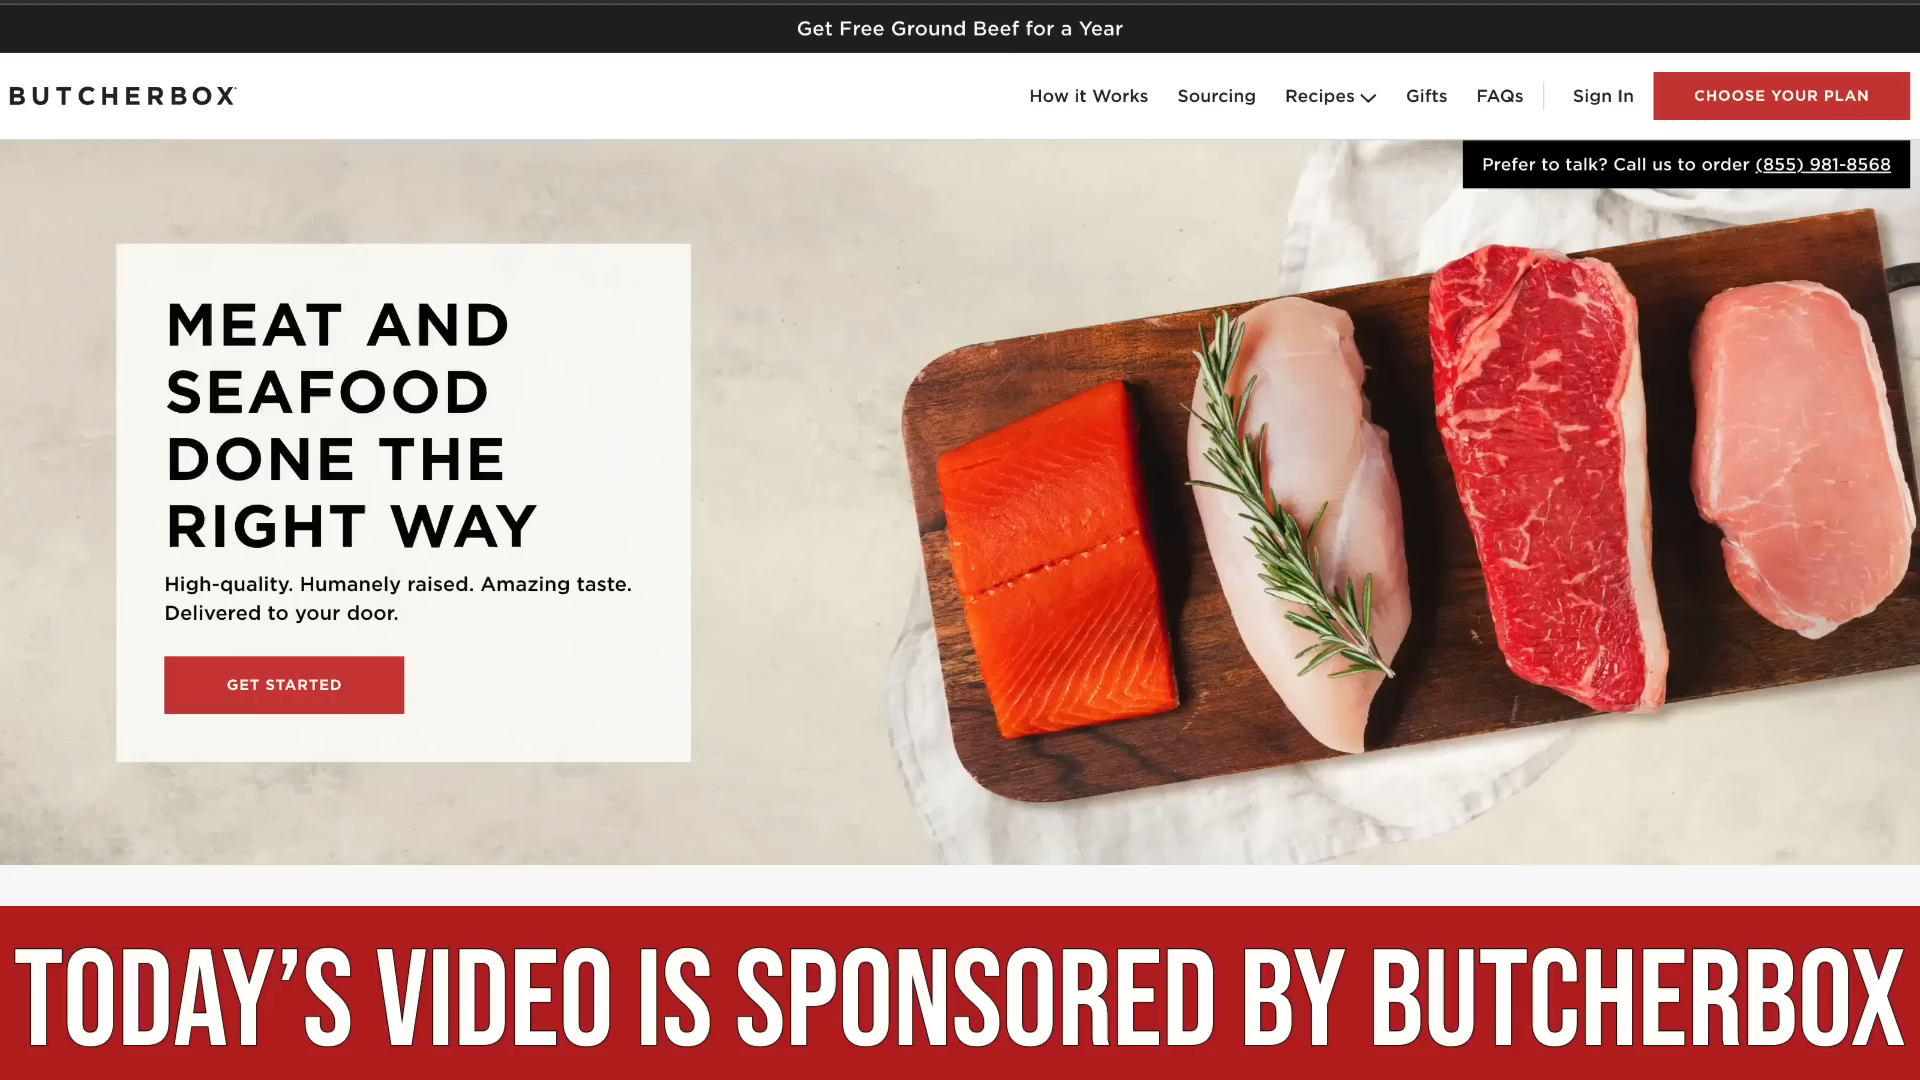 Get Free Ground Beef for a Year
BUTCHERBOX
How it Works
Sourcing
Recipes
Gifts
FAQs
Sign In
CHOOSE YOUR PLAN
Prefer to talk? Call us to order (855) 981-8568
MEAT AND
SEAFOOD
DONE THE
RIGHT WAY
High-quality. Humanely raised. Amazing taste.
Delivered to your door.
GET STARTED
TODAY'S VIDEO IS SPONSORED BY BUTCHERBOX